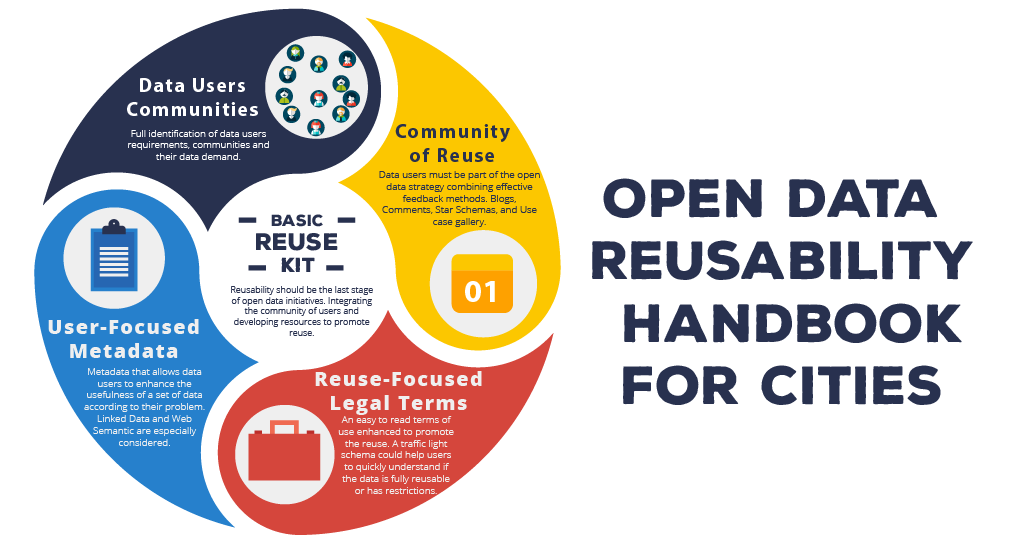 Data Users
Communities
Full identification of data users
requirements, communities and
their data demand.
Community
of Reuse
Data users must be part of the open
data strategy combining effective
feedback methods. Blogs,
Comments, Star Schemas, and Use
case gallery.
01
BASIC
REUSE
KIT
Reusability should be the last stage
of open data initiatives. Integrating
the community of users and
developing resources to promote
reuse.
User-Focused
Metadata
Metadata that allows data
users to enhance the
usefulness of a set of data
according to their problem.
Linked Data and Web
Semantic are especially
considered.
Reuse-Focused
Legal Terms
An easy to read terms of
use enhanced to promote
the reuse. A traffic light
schema could help users
to quickly understand if
the data is fully reusable
or has restrictions.
OPEN DATA
REUSABILITY
HANDBOOK
FOR CITIES